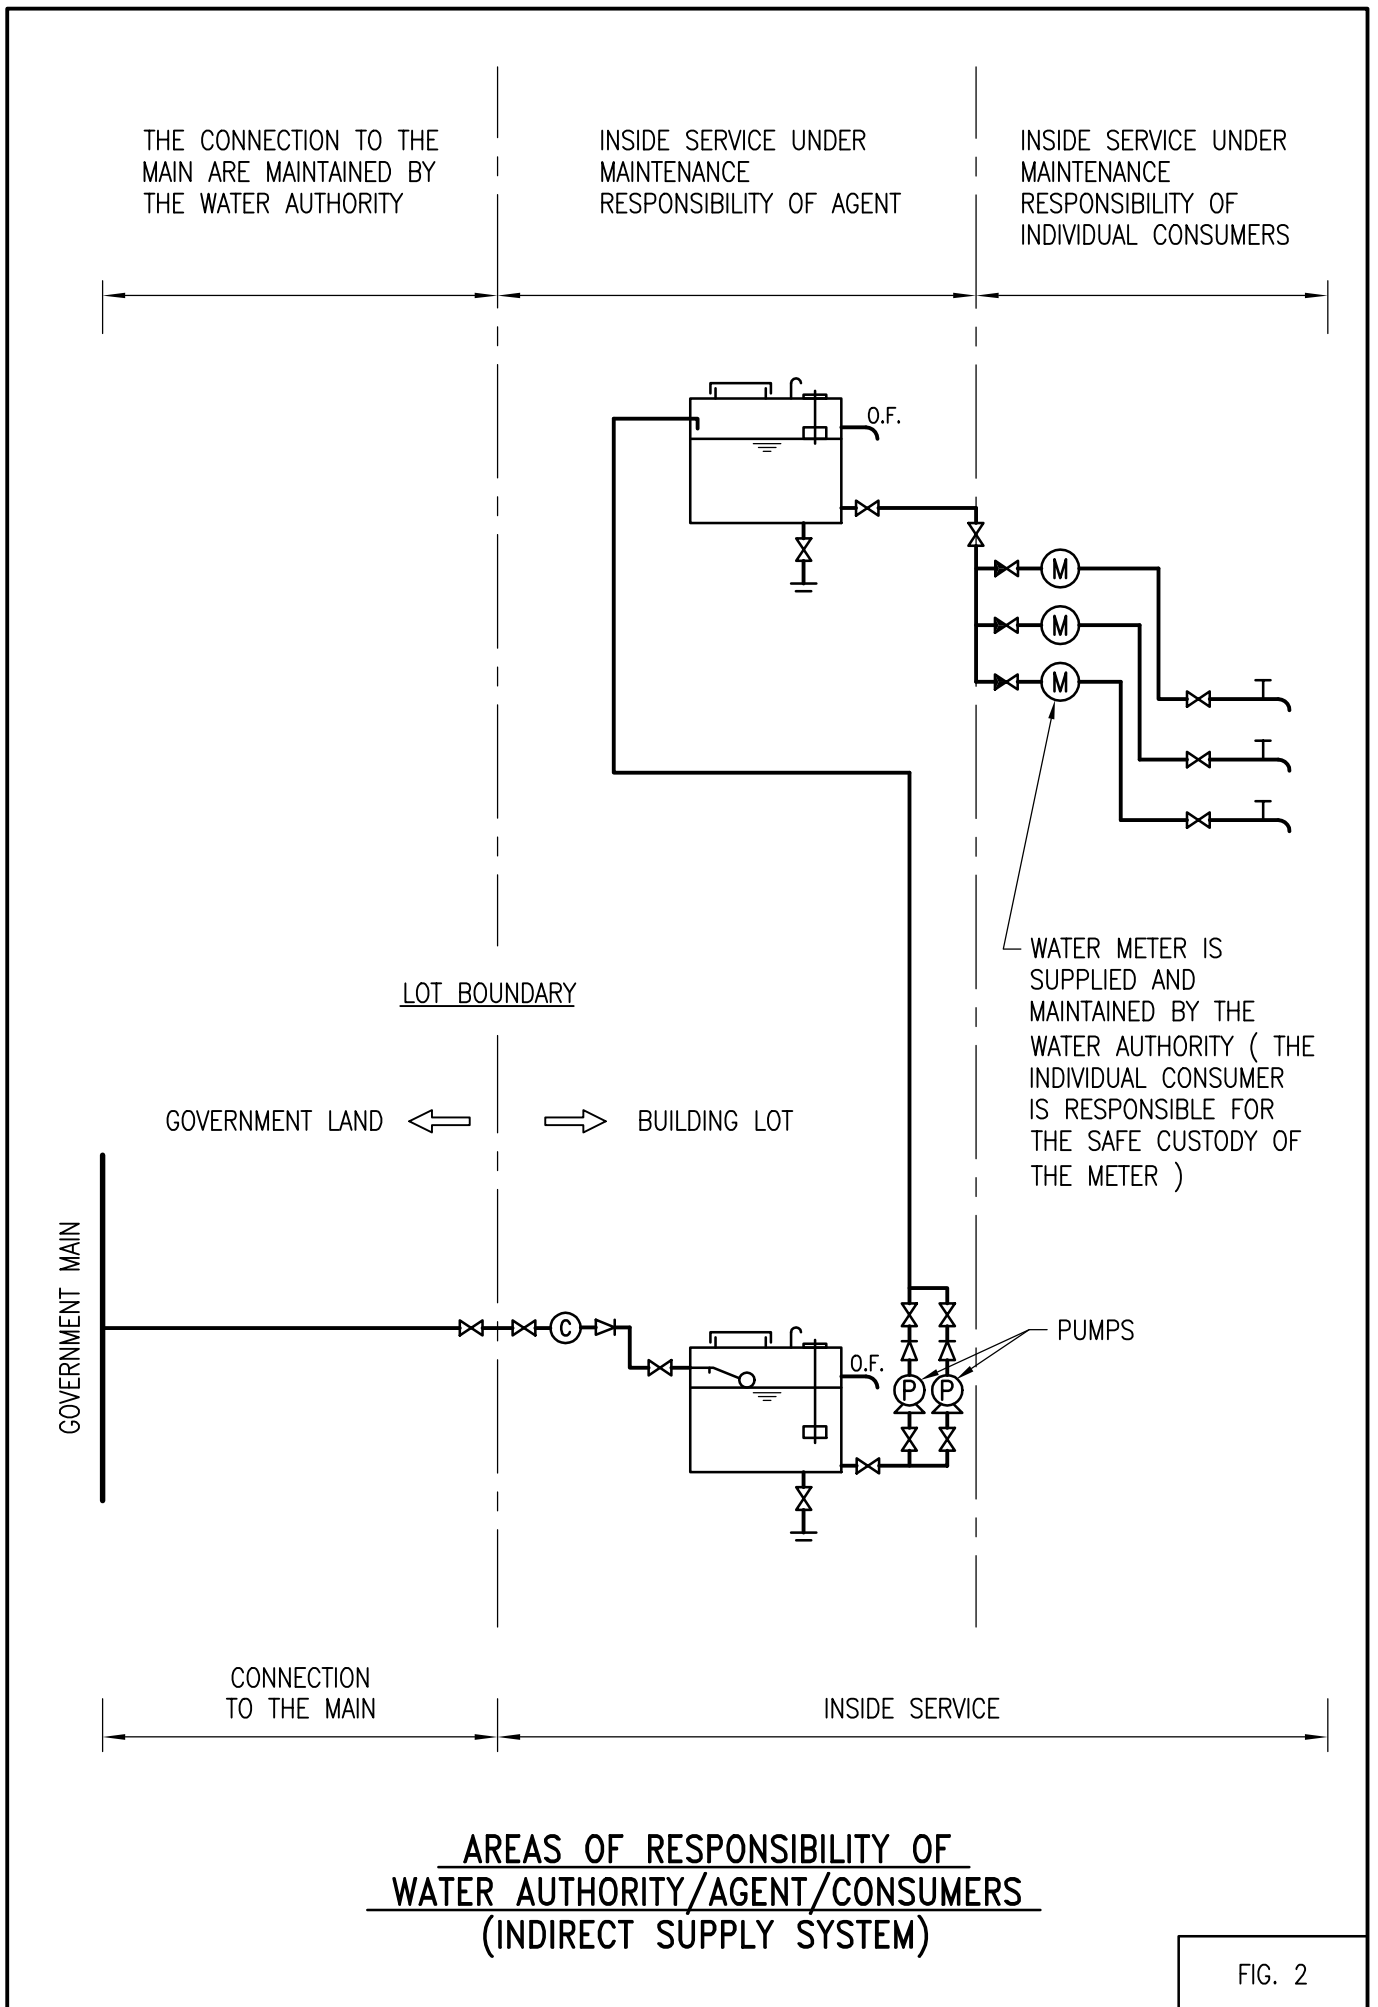 THE CONNECTION TO THE
MAIN ARE MAINTAINED BY
THE WATER AUTHORITY
INSIDE SERVICE UNDER
MAINTENANCE
RESPONSIBILITY OF AGENT
INSIDE SERVICE UNDER
MAINTENANCE
RESPONSIBILITY OF
INDIVIDUAL CONSUMERS
O.F.
M
M
M
WATER METER IS
SUPPLIED AND
MAINTAINED BY THE
WATER AUTHORITY ( THE
INDIVIDUAL CONSUMER
IS RESPONSIBLE FOR
THE SAFE CUSTODY OF
THE METER )
LOT BOUNDARY
GOVERNMENT LAND
BUILDING LOT
GOVERNMENT MAIN
C
O.F.
P
P
PUMPS
CONNECTION
TO THE MAIN
INSIDE SERVICE
AREAS OF RESPONSIBILITY OF
WATER AUTHORITY/AGENT/CONSUMERS
(INDIRECT SUPPLY SYSTEM)
FIG. 2